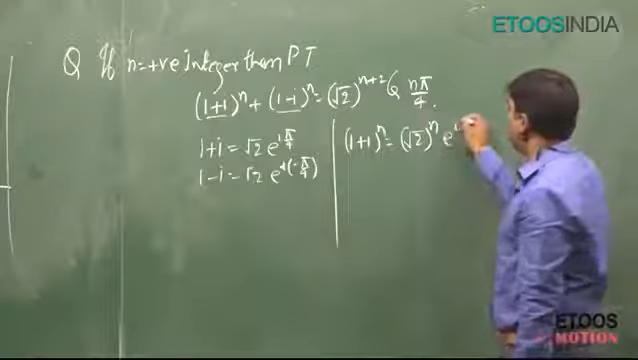 ETOOSINDIA
Q If n=+ve Integer then PT
(1+i)ⁿ + (1-i)ⁿ = (√2)ⁿ⁺² Cos nπ/4.
1+i = √2 e^{iπ/4}
1-i = √2 e^{i(-π/4)}
(1+i)ⁿ = (√2)ⁿ e^{i
ETOOS
MOTION